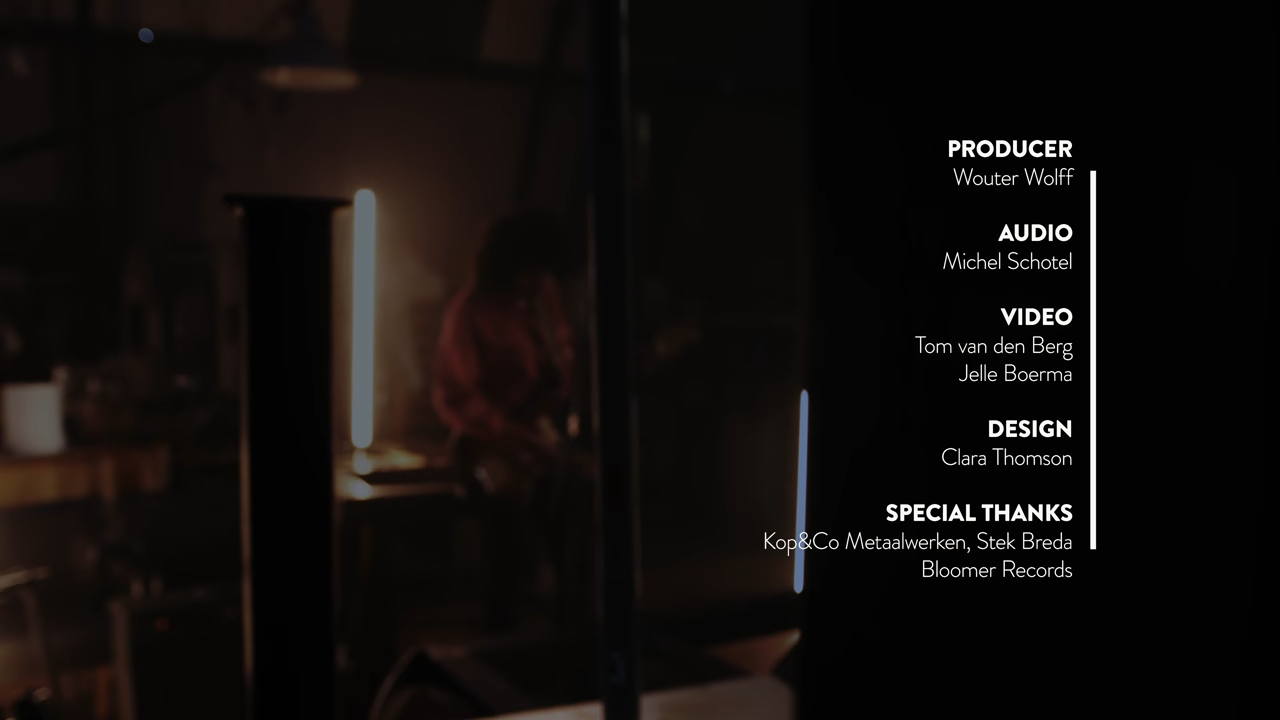 PRODUCER
Wouter Wolff
AUDIO
Michel Schotel
VIDEO
Tom van den Berg
Jelle Boerma
DESIGN
Clara Thomson
SPECIAL THANKS
Kop&Co Metaalwerken, Stek Breda
Bloomer Records